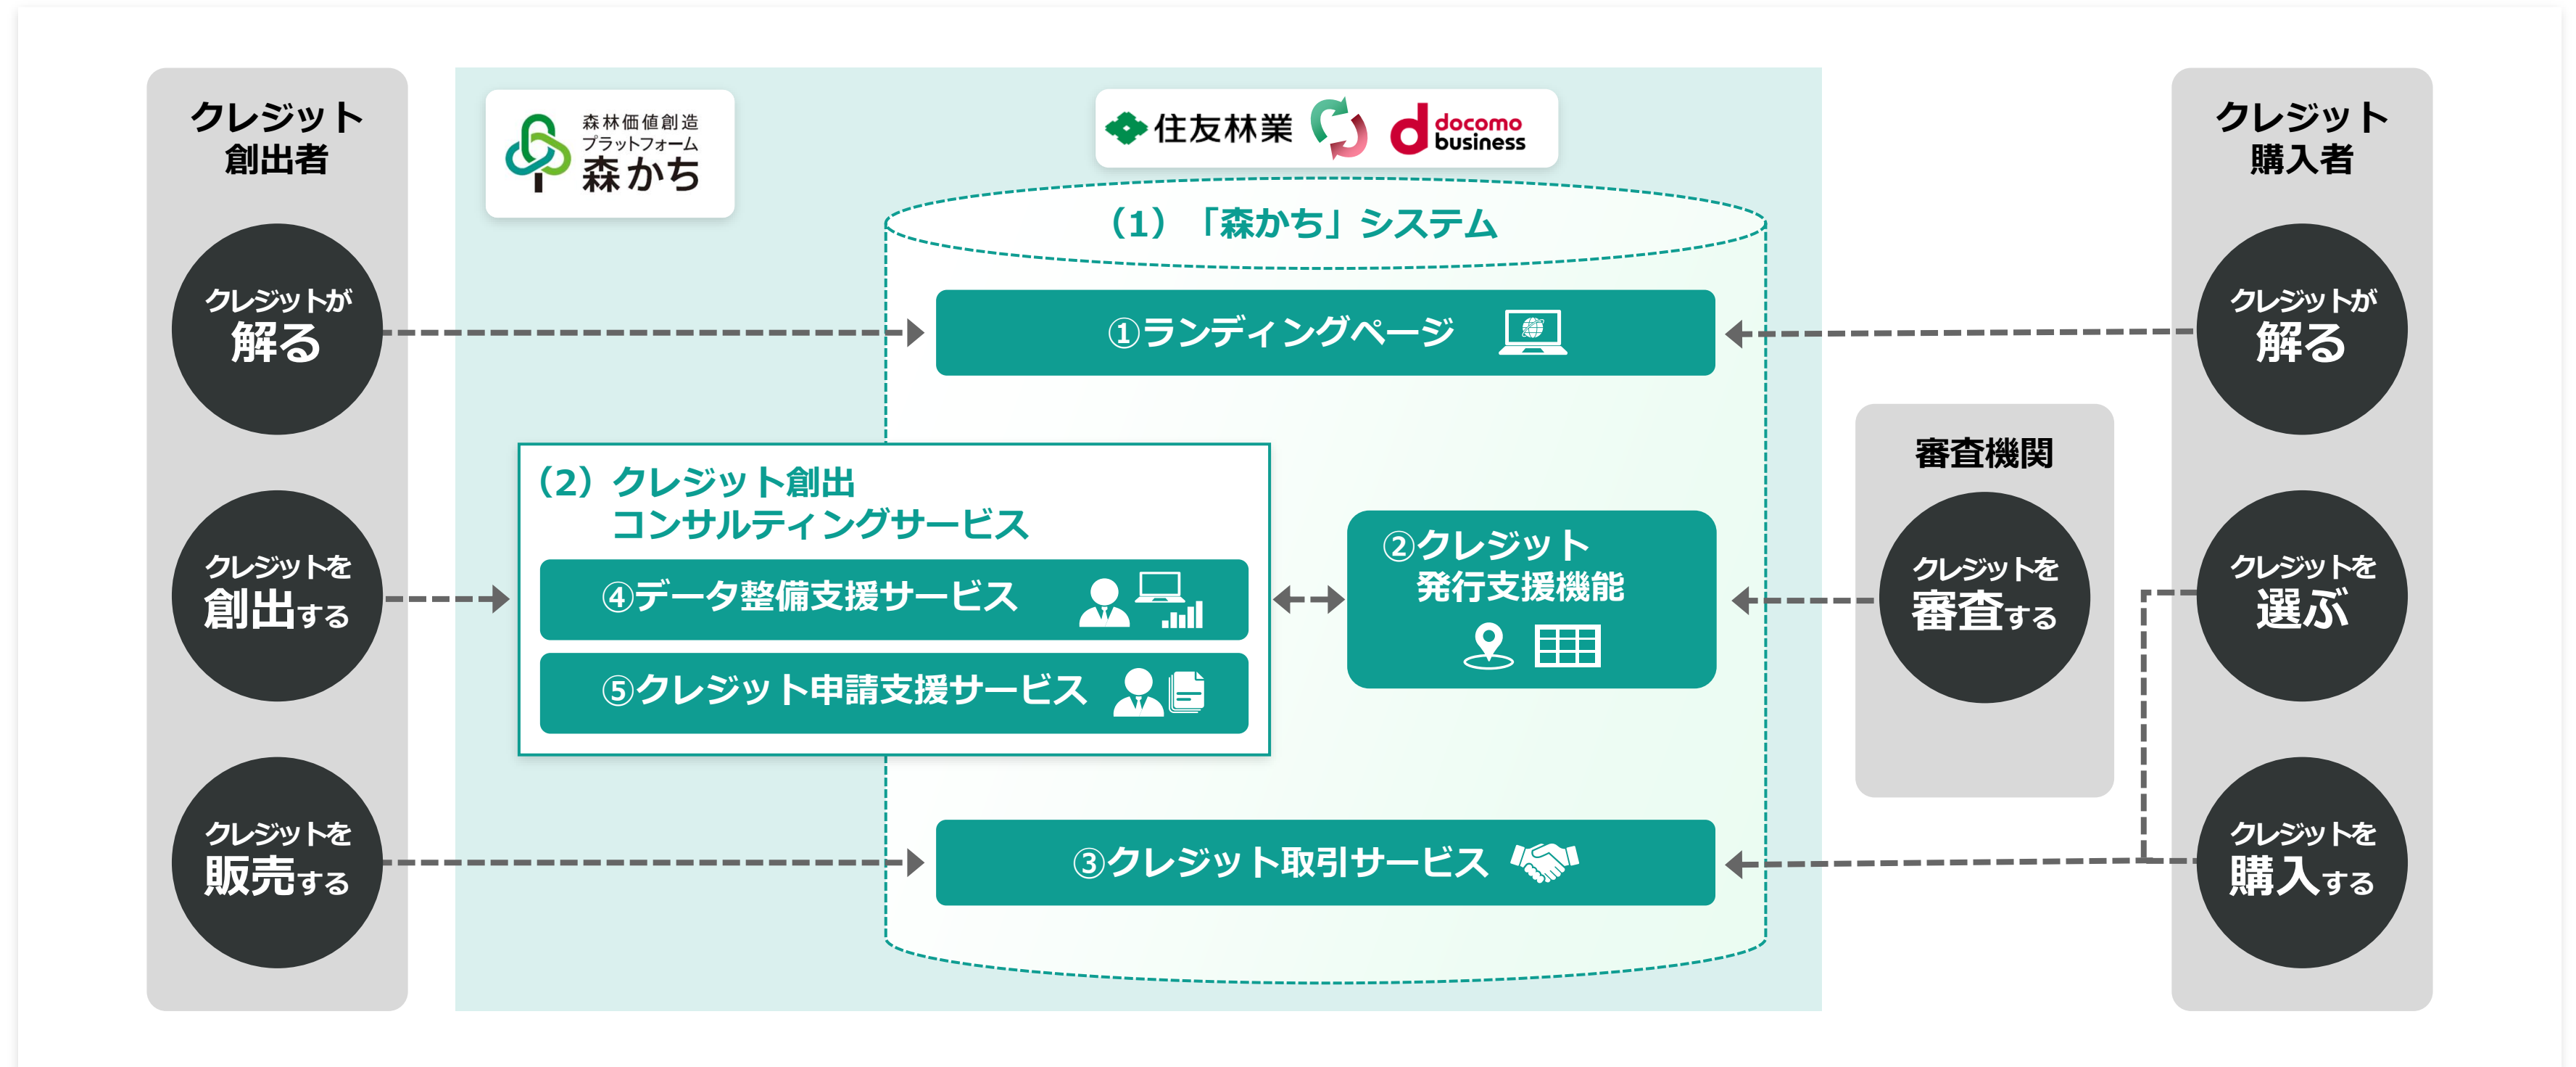 クレジット
創出者
クレジットが
解る
クレジットを
創出する
クレジットを
販売する
森林価値創造
プラットフォーム
森かち
住友林業
docomo
business
（1）「森かち」システム
①ランディングページ
（2）クレジット創出
コンサルティングサービス
④データ整備支援サービス
⑤クレジット申請支援サービス
②クレジット
発行支援機能
③クレジット取引サービス
審査機関
クレジットを
審査する
クレジット
購入者
クレジットが
解る
クレジットを
選ぶ
クレジットを
購入する